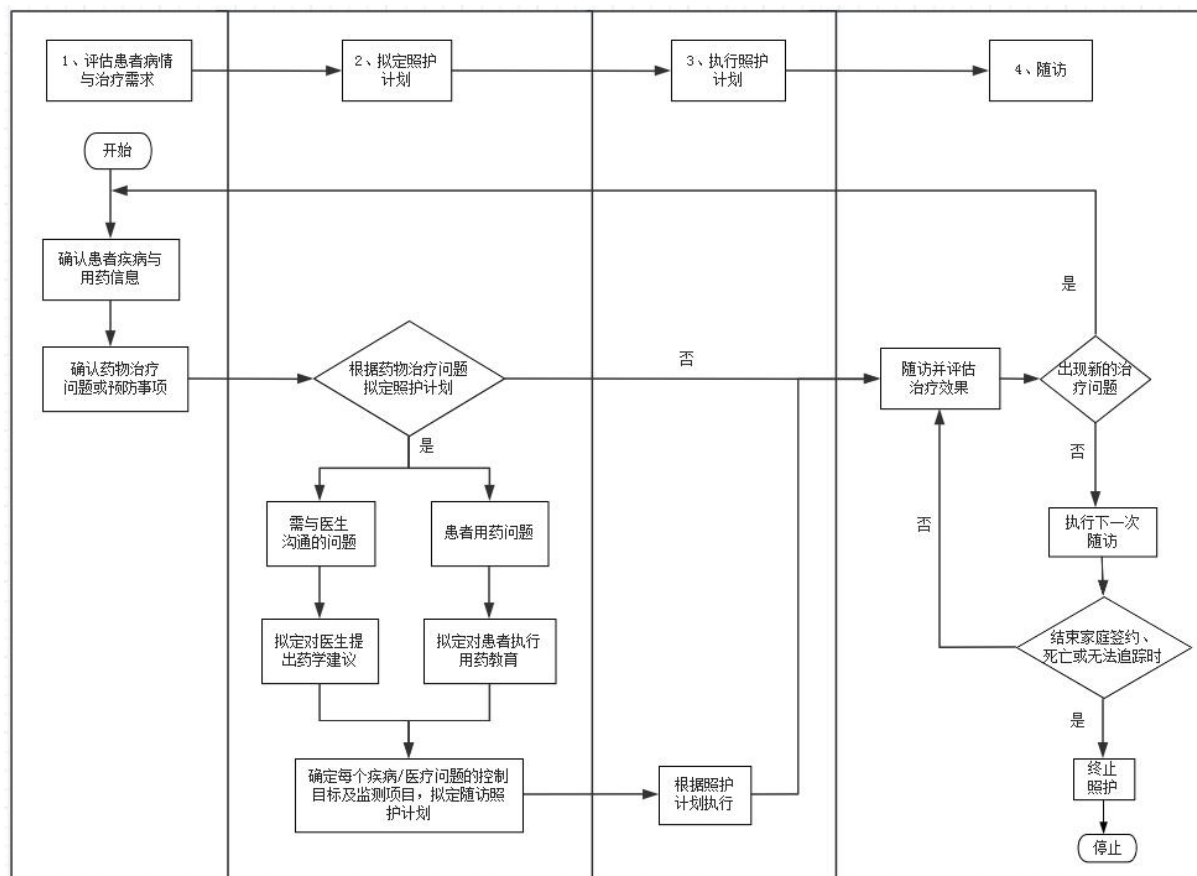 1、评估患者病情
与治疗需求
2、拟定照护
计划
3、执行照护
计划
4、随访
开始
确认患者疾病与
用药信息
是
确认药物治疗
问题或预防事项
根据药物治疗问题
拟定照护计划
否
随访并评估
治疗效果
出现新的治
疗问题
是
否
需与医生
沟通的问题
患者用药问题
否
执行下一次
随访
拟定对医生提
出药学建议
拟定对患者执行
用药教育
结束家庭签约、
死亡或无法追踪时
是
确定每个疾病/医疗问题的控制
目标及监测项目，拟定随访照
护计划
根据照护
计划执行
终止
照护
停止